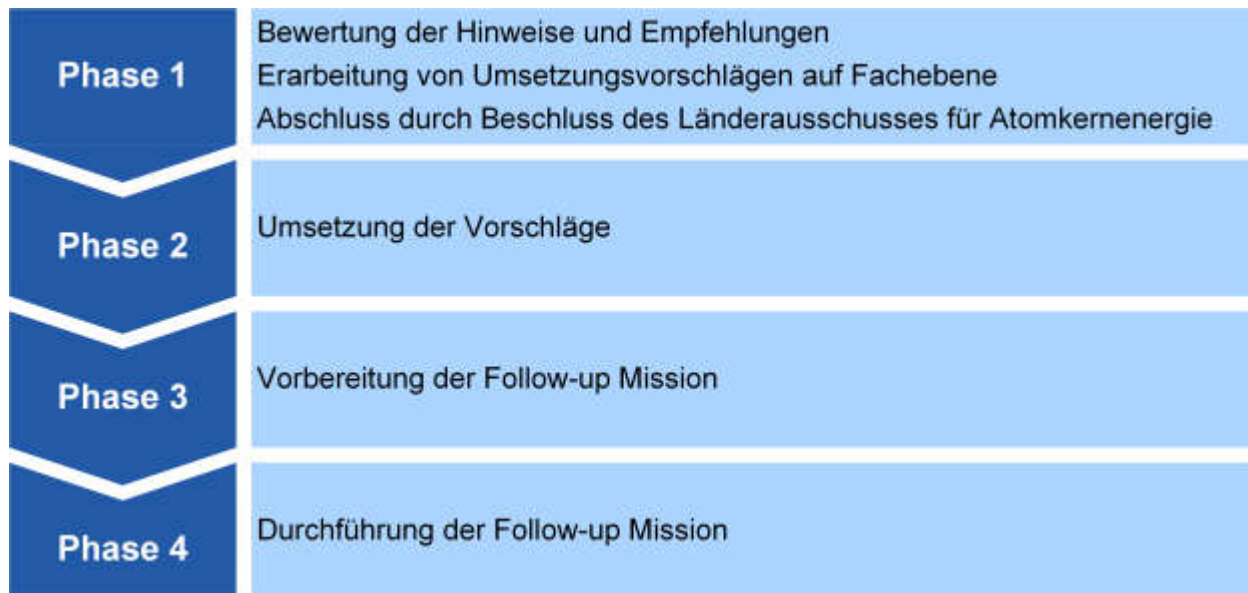 Phase 1
Bewertung der Hinweise und Empfehlungen
Erarbeitung von Umsetzungsvorschlägen auf Fachebene
Abschluss durch Beschluss des Länderausschusses für Atomkernenergie
Phase 2
Umsetzung der Vorschläge
Phase 3
Vorbereitung der Follow-up Mission
Phase 4
Durchführung der Follow-up Mission